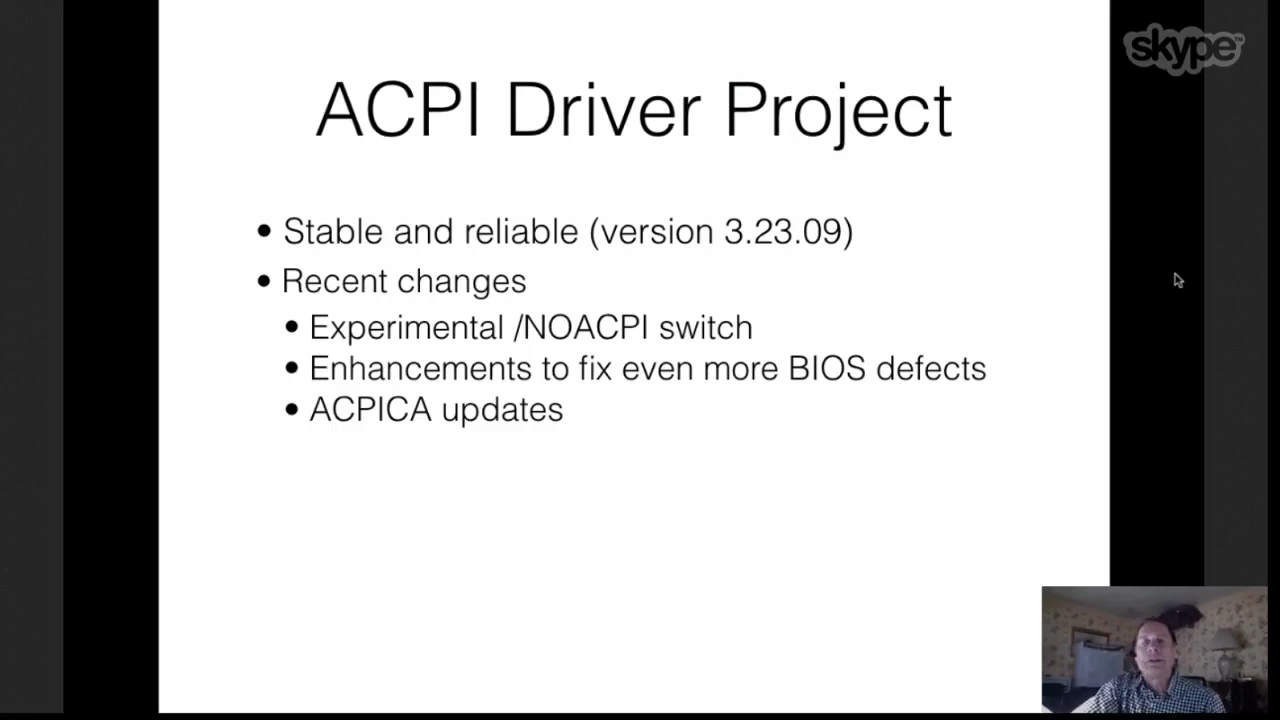 skype™
ACPI Driver Project
• Stable and reliable (version 3.23.09)
• Recent changes
• Experimental /NOACPI switch
• Enhancements to fix even more BIOS defects
• ACPICA updates